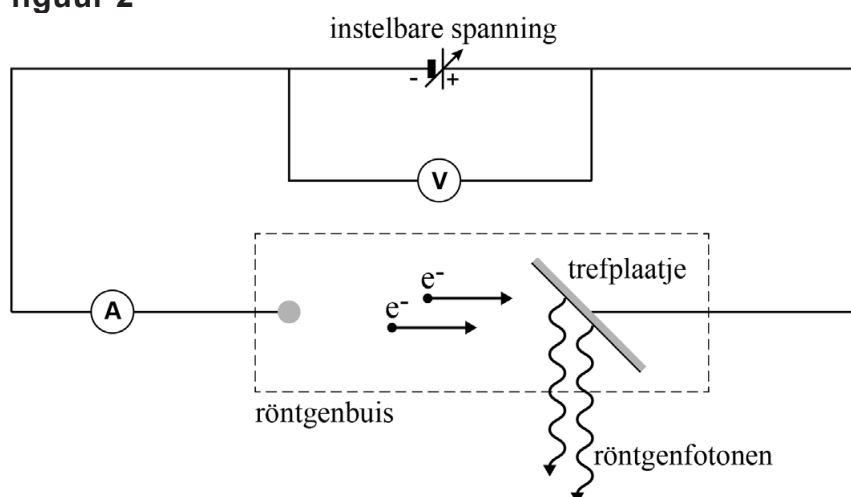 figuur 2
instelbare spanning
- +
V
trefplaatje
e-
e-
A
röntgenbuis
röntgenfotonen